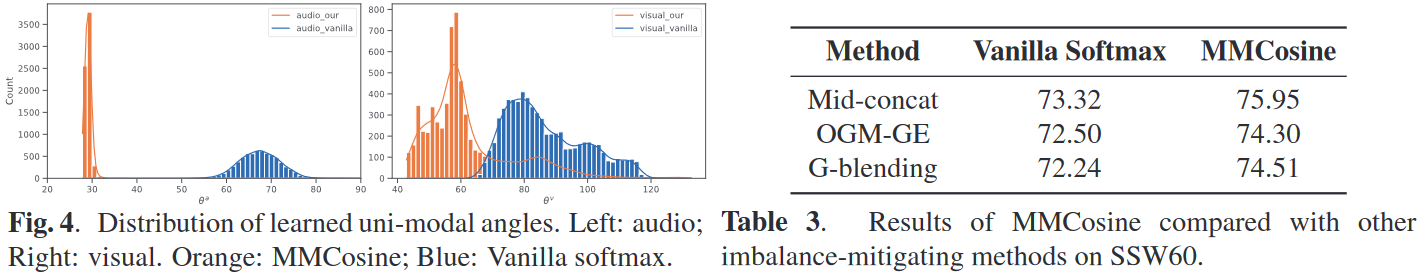 audio_our
audio_vanilla
3500
3000
2500
2000
1500
1000
500
0
Count
20 30 40 50 60 70 80 90
θᵃ
visual_our
visual_vanilla
800
700
600
500
400
300
200
100
0
40 60 80 100 120
θᵛ
Fig. 4. Distribution of learned uni-modal angles. Left: audio;
Right: visual. Orange: MMCosine; Blue: Vanilla softmax.
Method Vanilla Softmax MMCosine
Mid-concat 73.32 75.95
OGM-GE 72.50 74.30
G-blending 72.24 74.51
Table 3. Results of MMCosine compared with other
imbalance-mitigating methods on SSW60.